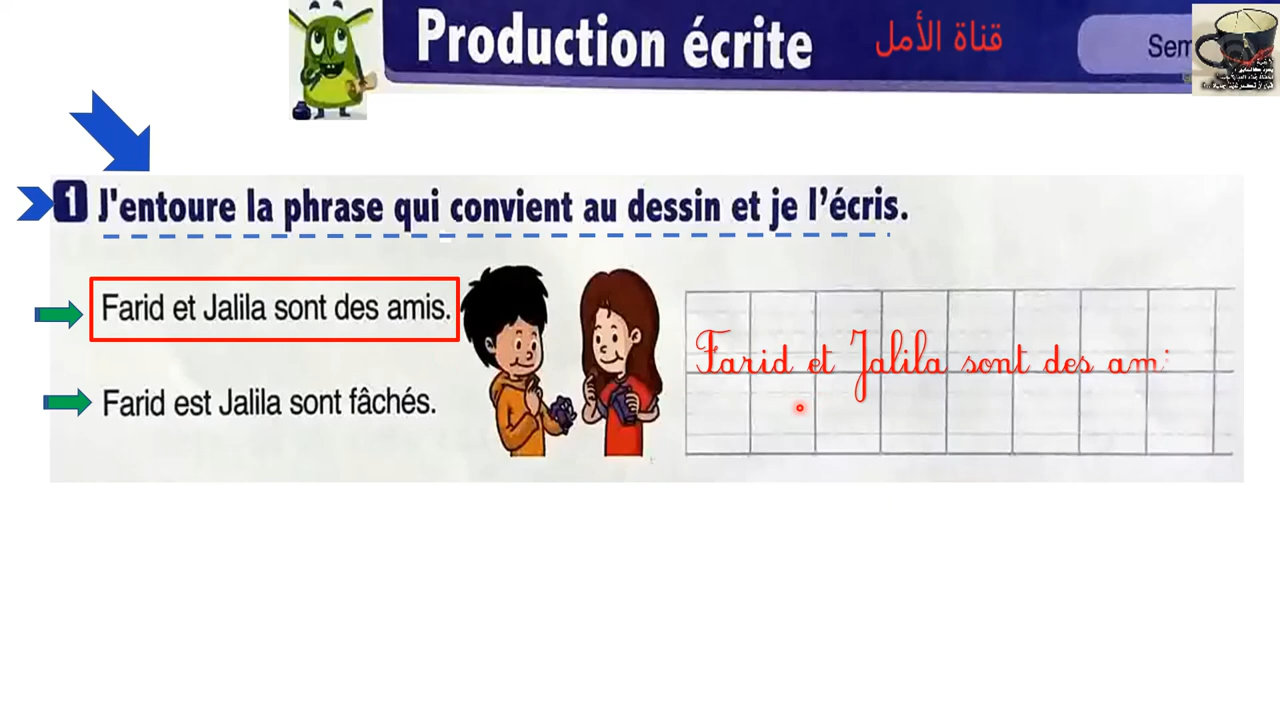 Production écrite
قناة الأمل
1 J'entoure la phrase qui convient au dessin et je l'écris.
Farid et Jalila sont des amis.
Farid est Jalila sont fâchés.
Farid et Jalila sont des am